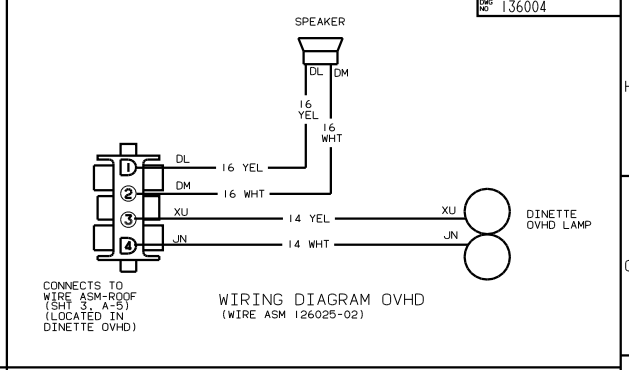 DWG
NO 136004
SPEAKER
DL DM
16
YEL
16
WHT
1 DL 16 YEL
2 DM 16 WHT
3 XU 14 YEL XU
4 JN 14 WHT JN
DINETTE
OVHD LAMP
CONNECTS TO
WIRE ASM-ROOF
(SHT 3, A-5)
(LOCATED IN
DINETTE OVHD)
WIRING DIAGRAM OVHD
(WIRE ASM 126025-02)